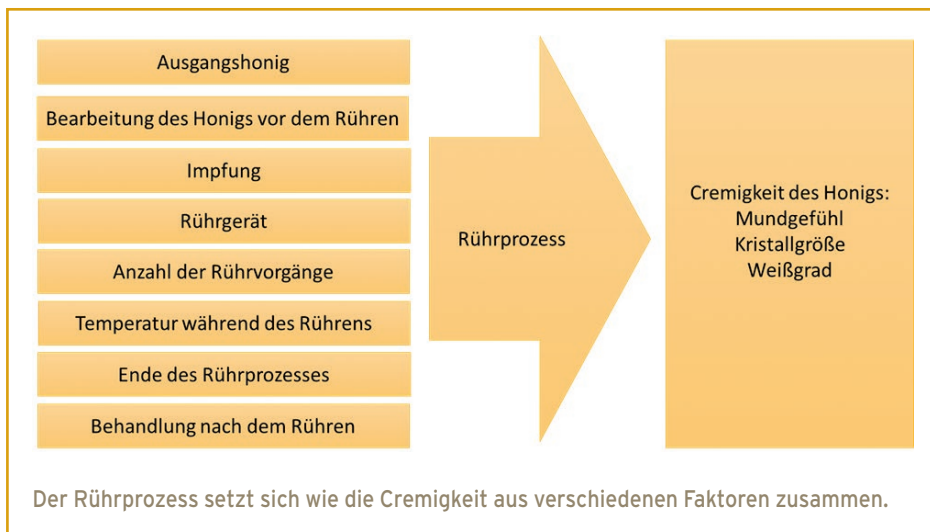 Ausgangshonig
Bearbeitung des Honigs vor dem Rühren
Impfung
Rührgerät
Anzahl der Rührvorgänge
Temperatur während des Rührens
Ende des Rührprozesses
Behandlung nach dem Rühren
Rührprozess
Cremigkeit des Honigs:
Mundgefühl
Kristallgröße
Weißgrad
Der Rührprozess setzt sich wie die Cremigkeit aus verschiedenen Faktoren zusammen.